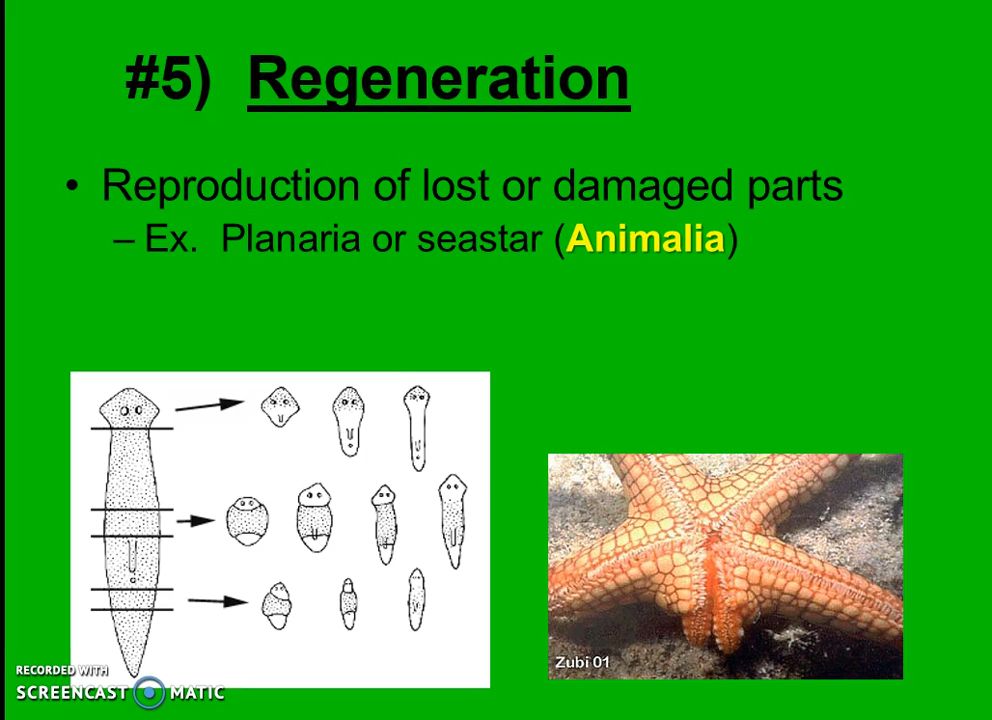 #5) Regeneration
• Reproduction of lost or damaged parts
– Ex. Planaria or seastar (Animalia)
Zubi 01
RECORDED WITH
SCREENCAST MATIC